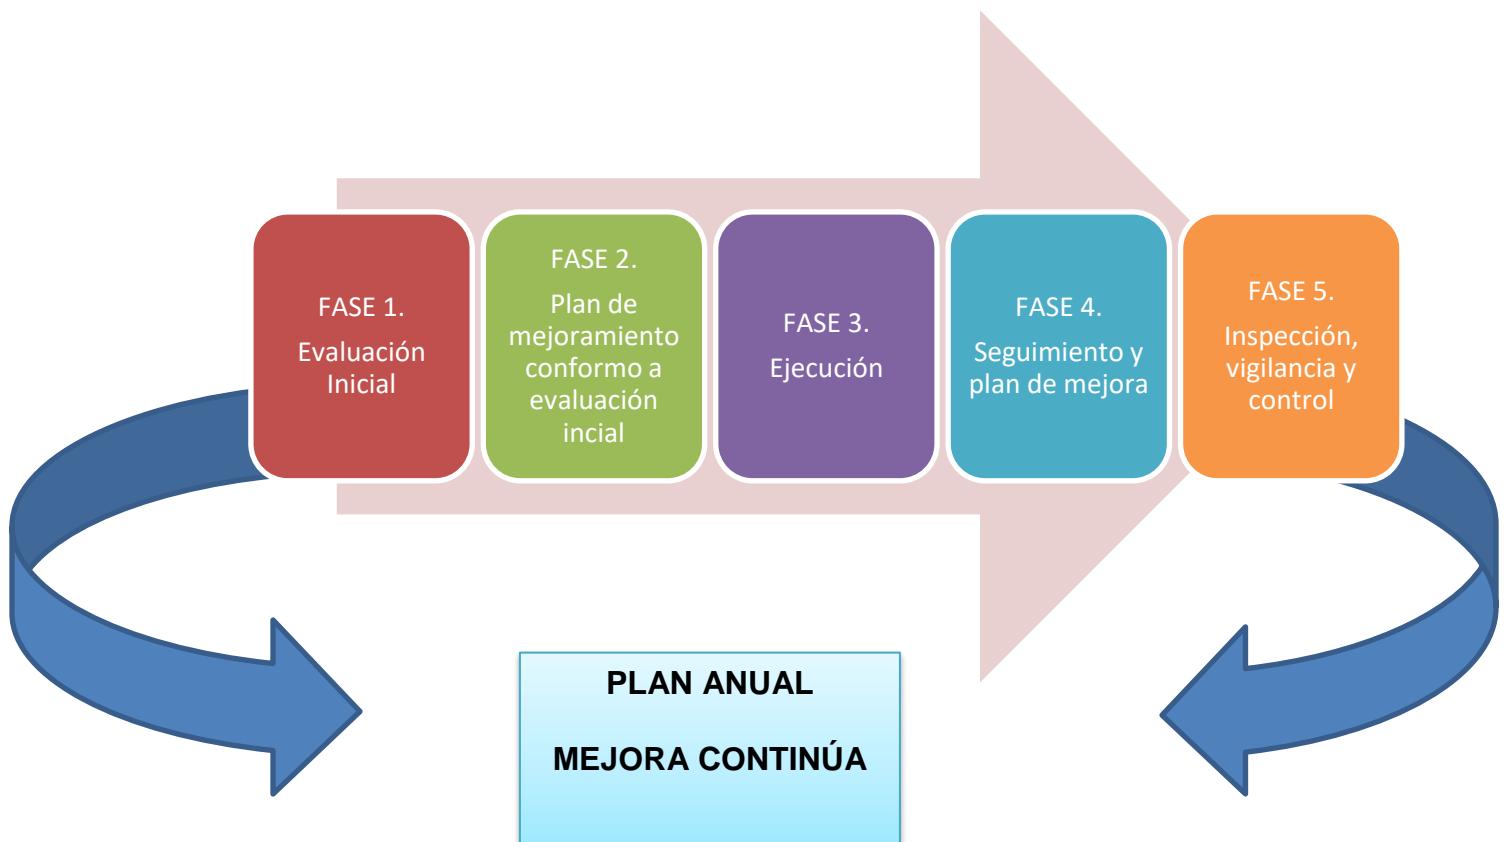 FASE 1.
Evaluación
Inicial
FASE 2.
Plan de
mejoramiento
conformo a
evaluación
incial
FASE 3.
Ejecución
FASE 4.
Seguimiento y
plan de mejora
FASE 5.
Inspección,
vigilancia y
control
PLAN ANUAL
MEJORA CONTINÚA